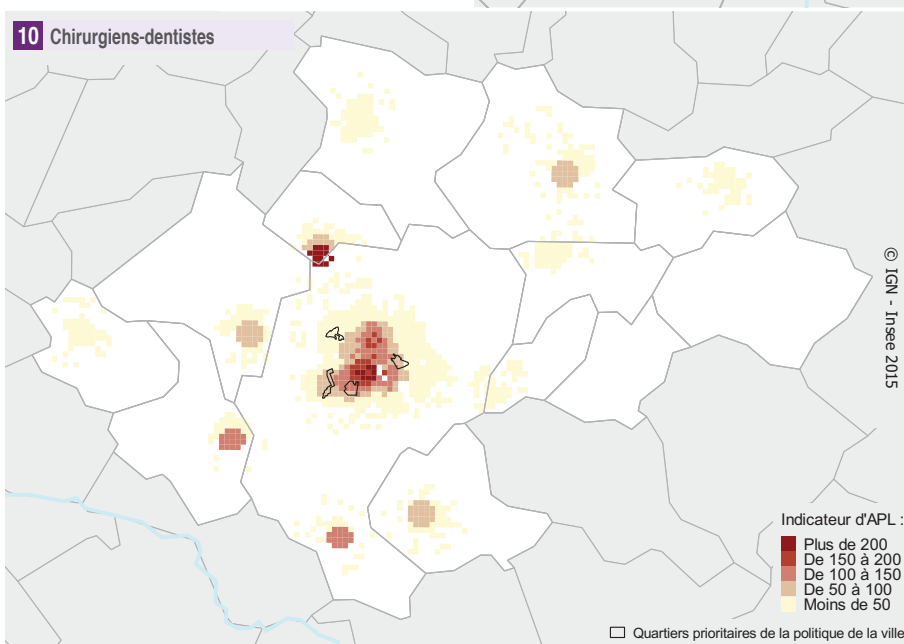 10 Chirurgiens-dentistes
© IGN - Insee 2015
Indicateur d'APL :
Plus de 200
De 150 à 200
De 100 à 150
De 50 à 100
Moins de 50
Quartiers prioritaires de la politique de la ville